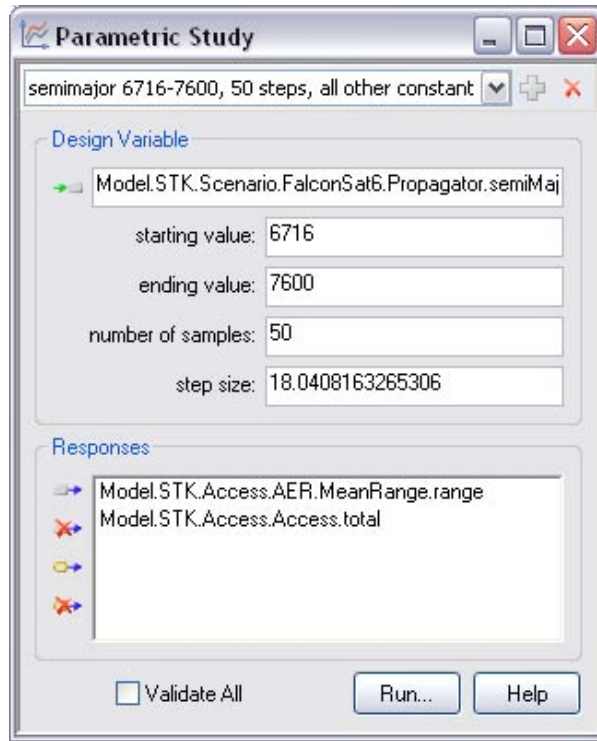 Parametric Study
semimajor 6716-7600, 50 steps, all other constant
Design Variable
Model.STK.Scenario.FalconSat6.Propagator.semiMaj
starting value: 6716
ending value: 7600
number of samples: 50
step size: 18.0408163265306
Responses
Model.STK.Access.AER.MeanRange.range
Model.STK.Access.Access.total
Validate All Run... Help